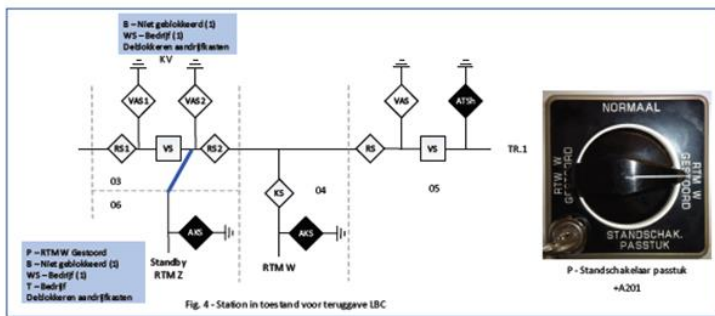 B – Niet geblokkeerd (1)
WS – Bedrijf (1)
Deblokkeren aandrijfkasten
KV
VAS1
VAS2
VAS
ATSh
RS1
VS
RS2
RS
VS
TR.1
03
06
KS
04
05
AKS
AKS
Standby
RTM Z
RTM W
P – RTMW Gestoord
B – Niet geblokkeerd (1)
WS – Bedrijf (1)
T – Bedrijf
Deblokkeren aandrijfkasten
Fig. 4 - Station in toestand voor teruggave LBC
NORMAAL
RTW W
GESTOORD
RTM W
GESTOORD
STANDSCHAK.
PASSTUK
P - Standschakelaar passtuk
+A201